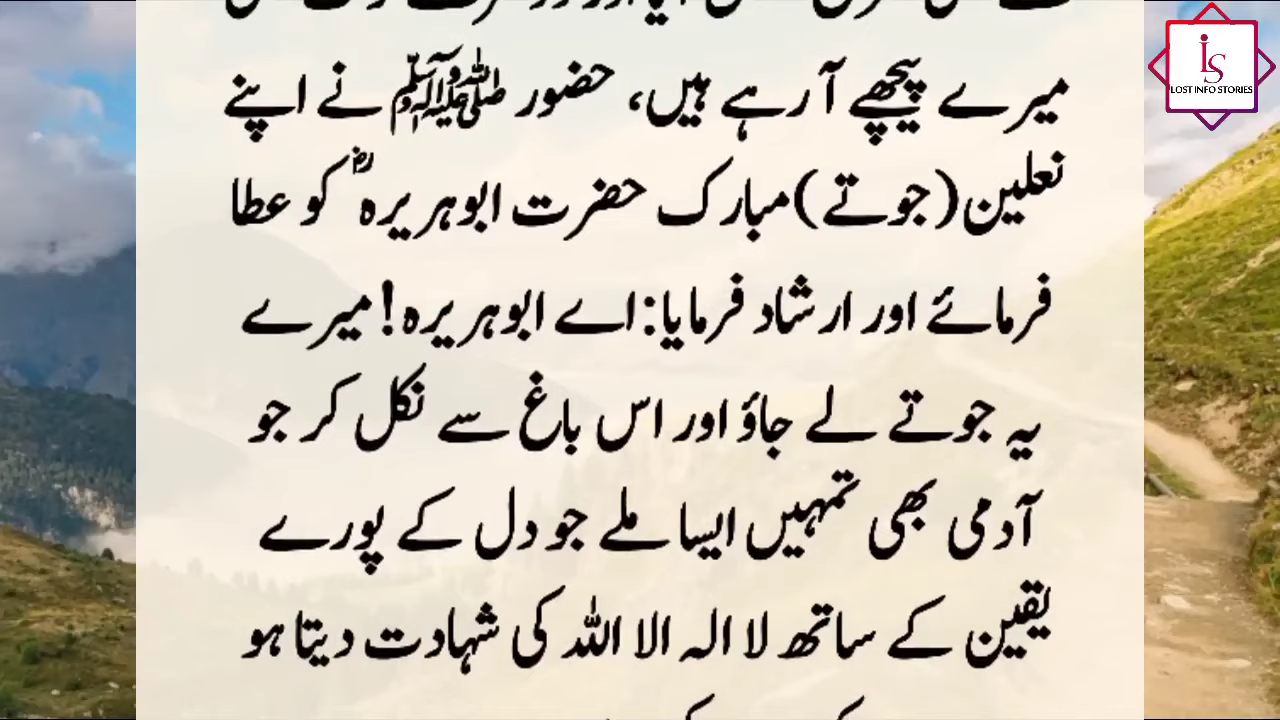 میرے پیچھے آ رہے ہیں، حضور ﷺ نے اپنے
نعلین (جوتے) مبارک حضرت ابوہریرہؓ کو عطا
فرمائے اور ارشاد فرمایا: اے ابوہریرہ! میرے
یہ جوتے لے جاؤ اور اس باغ سے نکل کر جو
آدمی بھی تمہیں ایسا ملے جو دل کے پورے
یقین کے ساتھ لا الہ الا اللہ کی شہادت دیتا ہو
LS
LOST INFO STORIES